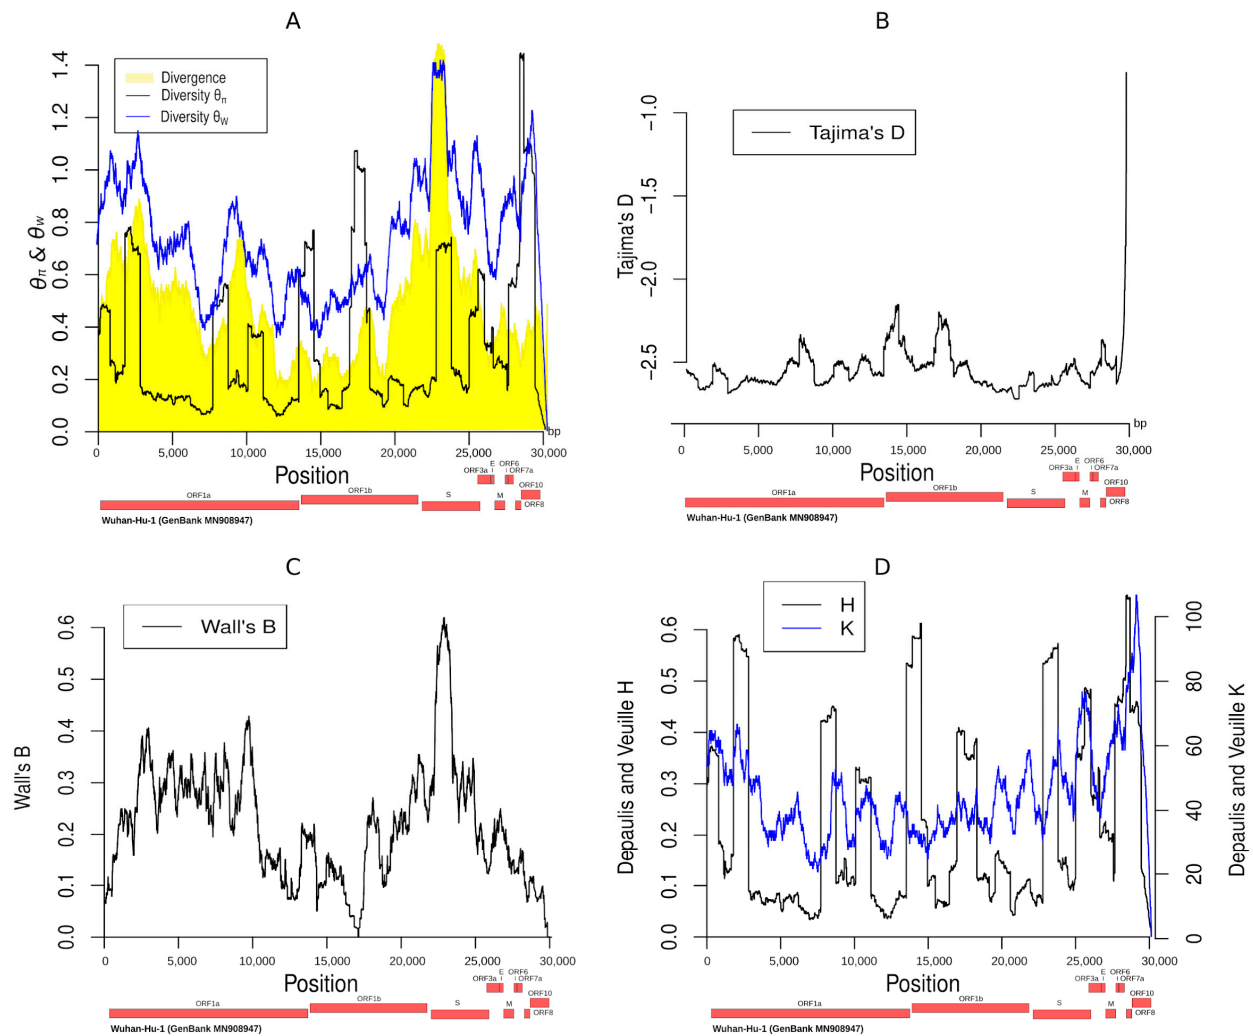 A
Divergence
Diversity θπ
Diversity θW
θπ & θw
0.0
0.2
0.4
0.6
0.8
1.0
1.2
1.4
0
5,000
10,000
15,000
20,000
25,000
30,000
bp
Position
E ORF6
ORF3a ORF7a
ORF1a
ORF1b
S
M
ORF10
ORF8
Wuhan-Hu-1 (GenBank MN908947)
B
Tajima's D
Tajima's D
−1.0
−1.5
−2.0
−2.5
0
5,000
10,000
15,000
20,000
25,000
30,000
bp
Position
E ORF6
ORF3a ORF7a
ORF1a
ORF1b
S
M
ORF10
ORF8
Wuhan-Hu-1 (GenBank MN908947)
C
Wall's B
Wall's B
0.0
0.1
0.2
0.3
0.4
0.5
0.6
0
5,000
10,000
15,000
20,000
25,000
30,000
Position
E ORF6
ORF3a ORF7a
ORF1a
ORF1b
S
M
ORF10
ORF8
Wuhan-Hu-1 (GenBank MN908947)
D
H
K
Depaulis and Veuille H
0.0
0.1
0.2
0.3
0.4
0.5
0.6
Depaulis and Veuille K
0
20
40
60
80
100
0
5,000
10,000
15,000
20,000
25,000
30,000
Position
E ORF6
ORF3a ORF7a
ORF1a
ORF1b
S
M
ORF10
ORF8
Wuhan-Hu-1 (GenBank MN908947)